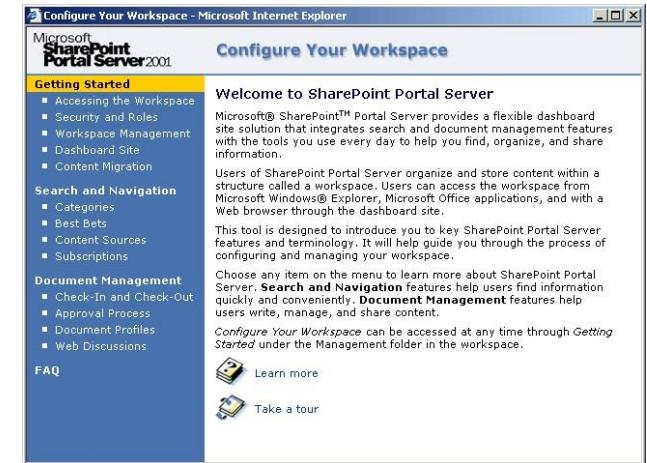 Configure Your Workspace - Microsoft Internet Explorer
Microsoft
SharePoint
Portal Server2001
Configure Your Workspace
Getting Started
Accessing the Workspace
Security and Roles
Workspace Management
Dashboard Site
Content Migration
Search and Navigation
Categories
Best Bets
Content Sources
Subscriptions
Document Management
Check-In and Check-Out
Approval Process
Document Profiles
Web Discussions
FAQ
Welcome to SharePoint Portal Server
Microsoft® SharePoint™ Portal Server provides a flexible dashboard
site solution that integrates search and document management features
with the tools you use every day to help you find, organize, and share
information.
Users of SharePoint Portal Server organize and store content within a
structure called a workspace. Users can access the workspace from
Microsoft Windows® Explorer, Microsoft Office applications, and with a
Web browser through the dashboard site.
This tool is designed to introduce you to key SharePoint Portal Server
features and terminology. It will help guide you through the process of
configuring and managing your workspace.
Choose any item on the menu to learn more about SharePoint Portal
Server. Search and Navigation features help users find information
quickly and conveniently. Document Management features help
users write, manage, and share content.
Configure Your Workspace can be accessed at any time through Getting
Started under the Management folder in the workspace.
Learn more
Take a tour